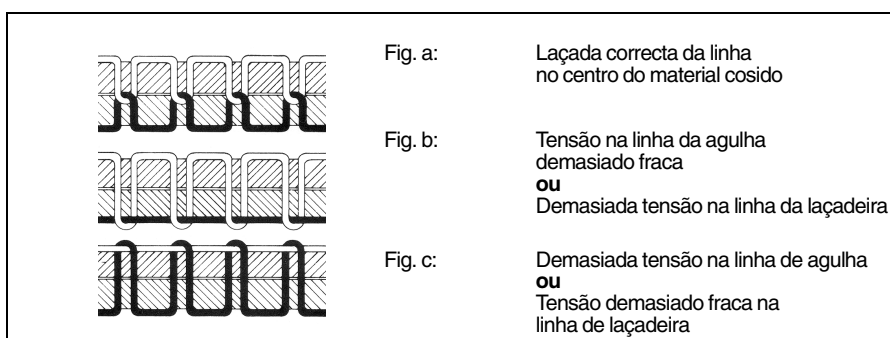 Fig. a: Laçada correcta da linha
no centro do material cosido
Fig. b: Tensão na linha da agulha
demasiado fraca
ou
Demasiada tensão na linha da laçadeira
Fig. c: Demasiada tensão na linha de agulha
ou
Tensão demasiado fraca na
linha de laçadeira